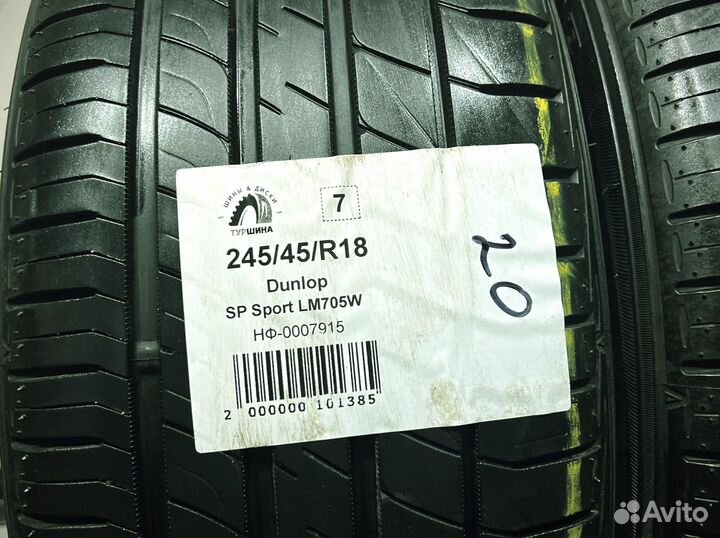 ШИНЫ & ДИСКИ
ТУРШИНА
7
245/45/R18
Dunlop
SP Sport LM705W
НФ-0007915
2 000000 101385
20
Avito